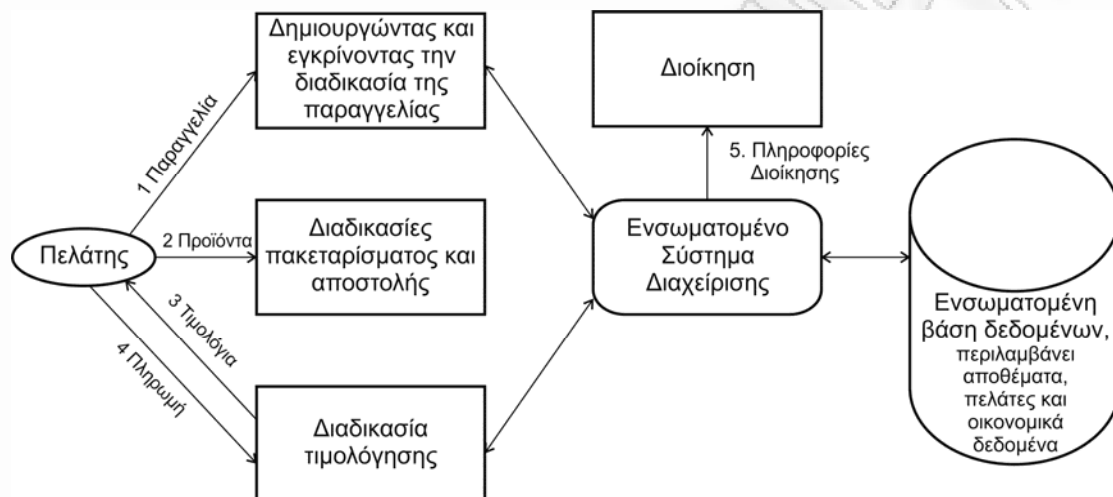 Δημιουργώντας και
εγκρίνοντας την
διαδικασία της
παραγγελίας
Διοίκηση
1 Παραγγελία
5. Πληροφορίες
Διοίκησης
Πελάτης
2 Προϊόντα
Διαδικασίες
πακεταρίσματος και
αποστολής
Ενσωματομένο
Σύστημα
Διαχείρισης
3 Τιμολόγια
4 Πληρωμή
Διαδικασία
τιμολόγησης
Ενσωματομένη
βάση δεδομένων,
περιλαμβάνει
αποθέματα,
πελάτες και
οικονομικά
δεδομένα